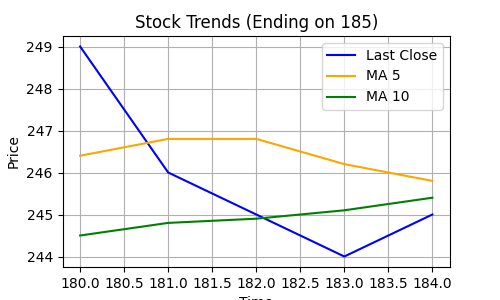 Stock Trends (Ending on 185)
Last Close
MA 5
MA 10
Price
249
248
247
246
245
244
180.0 180.5 181.0 181.5 182.0 182.5 183.0 183.5 184.0
Time